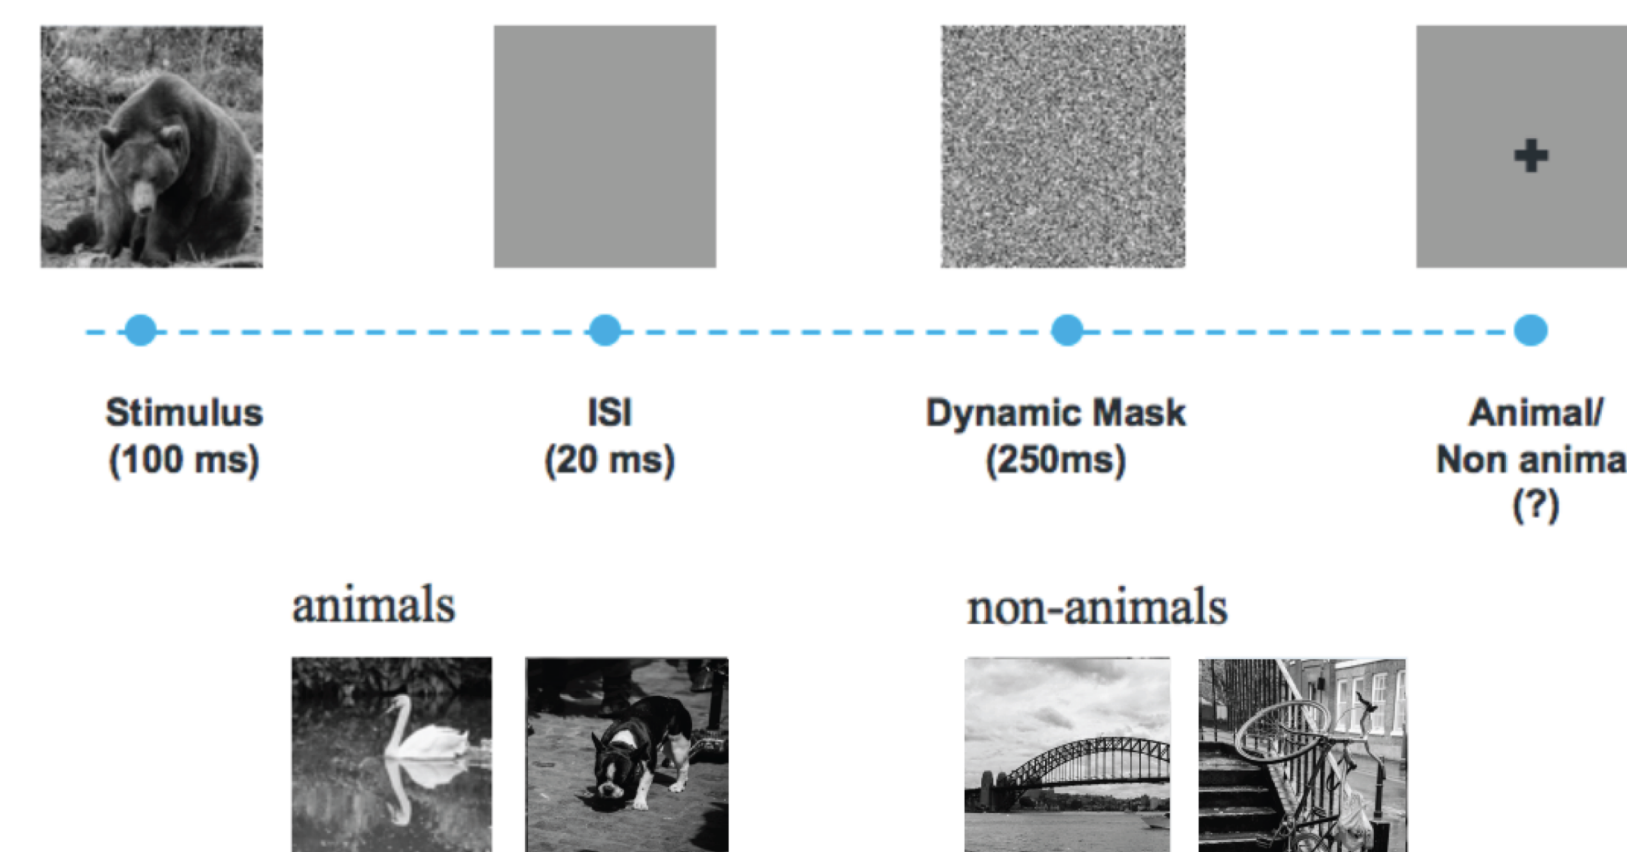 Stimulus
(100 ms)
ISI
(20 ms)
Dynamic Mask
(250ms)
Animal/
Non anima
(?)
animals
non-animals